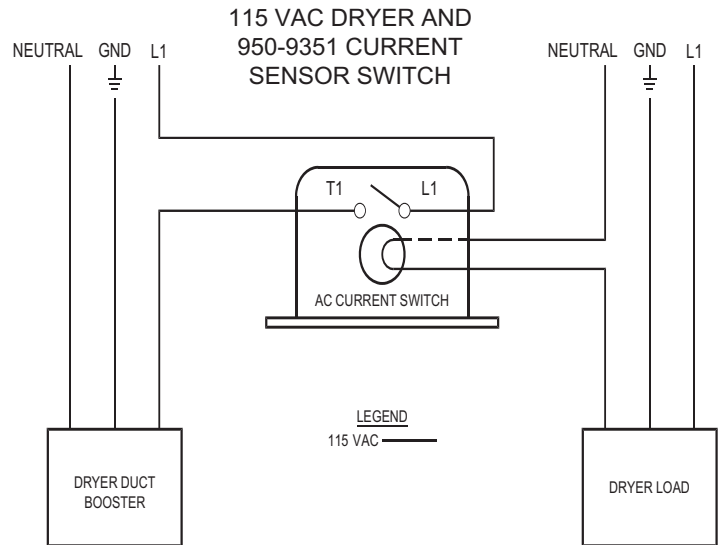 115 VAC DRYER AND
950-9351 CURRENT
SENSOR SWITCH
NEUTRAL GND L1
NEUTRAL GND L1
T1 L1
AC CURRENT SWITCH
LEGEND
115 VAC
DRYER DUCT
BOOSTER
DRYER LOAD